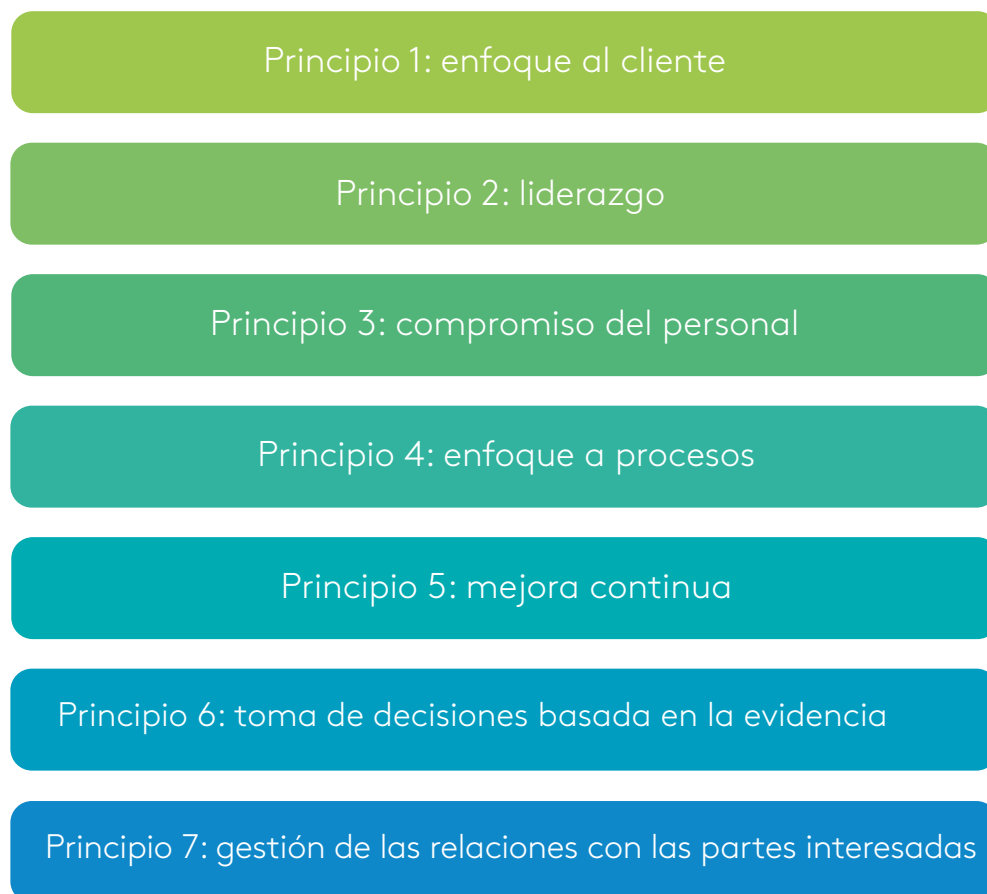 Principio 1: enfoque al cliente
Principio 2: liderazgo
Principio 3: compromiso del personal
Principio 4: enfoque a procesos
Principio 5: mejora continua
Principio 6: toma de decisiones basada en la evidencia
Principio 7: gestión de las relaciones con las partes interesadas